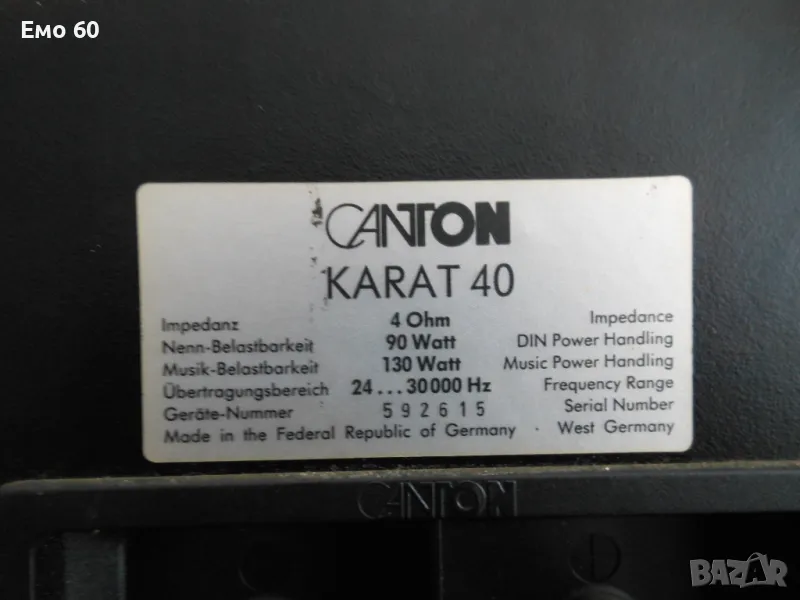 Емо 60
CANTON
KARAT 40
Impedanz 4 Ohm Impedance
Nenn-Belastbarkeit 90 Watt DIN Power Handling
Musik-Belastbarkeit 130 Watt Music Power Handling
Übertragungsbereich 24...30000 Hz Frequency Range
Geräte-Nummer 592615 Serial Number
Made in the Federal Republic of Germany · West Germany
CANTON
BAZAR